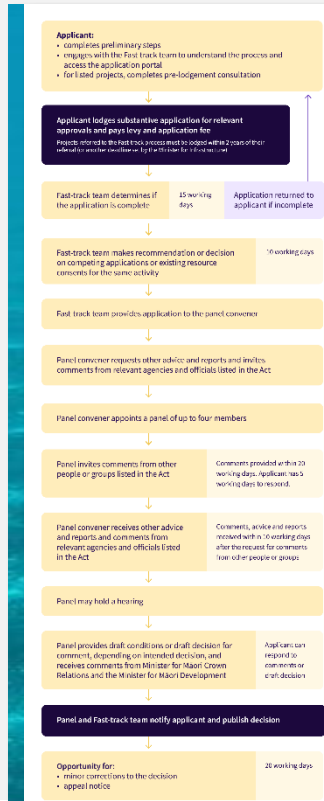 Applicant:
• completes preliminary steps
• engages with the Fast track team to understand the process and
access the application portal
• for listed projects, completes pre-lodgement consultation
Applicant lodges substantive application for relevant
approvals and pays levy and application fee
Projects referred to the Fast-track process must be lodged within 2 years of their
referral (or another deadline set by the Minister for Infrastructure)
Fast-track team determines if
the application is complete
15 working
days
Application returned to
applicant if incomplete
Fast-track team makes recommendation or decision
on competing applications or existing resource
consents for the same activity
10 working days
Fast track team provides application to the panel convener
Panel convener requests other advice and reports and invites
comments from relevant agencies and officials listed in the Act
Panel convener appoints a panel of up to four members
Panel invites comments from other
people or groups listed in the Act
Comments provided within 20
working days. Applicant has 5
working days to respond.
Panel convener receives other advice
and reports and comments from
relevant agencies and officials listed
in the Act
Comments, advice and reports
received within 10 working days
after the request for comments
from other people or groups
Panel may hold a hearing
Panel provides draft conditions or draft decision for
comment, depending on intended decision, and
receives comments from Minister for Māori Crown
Relations and the Minister for Māori Development
Applicant can
respond to
comments or
draft decision
Panel and Fast-track team notify applicant and publish decision
Opportunity for:
• minor corrections to the decision
• appeal notice
20 working days